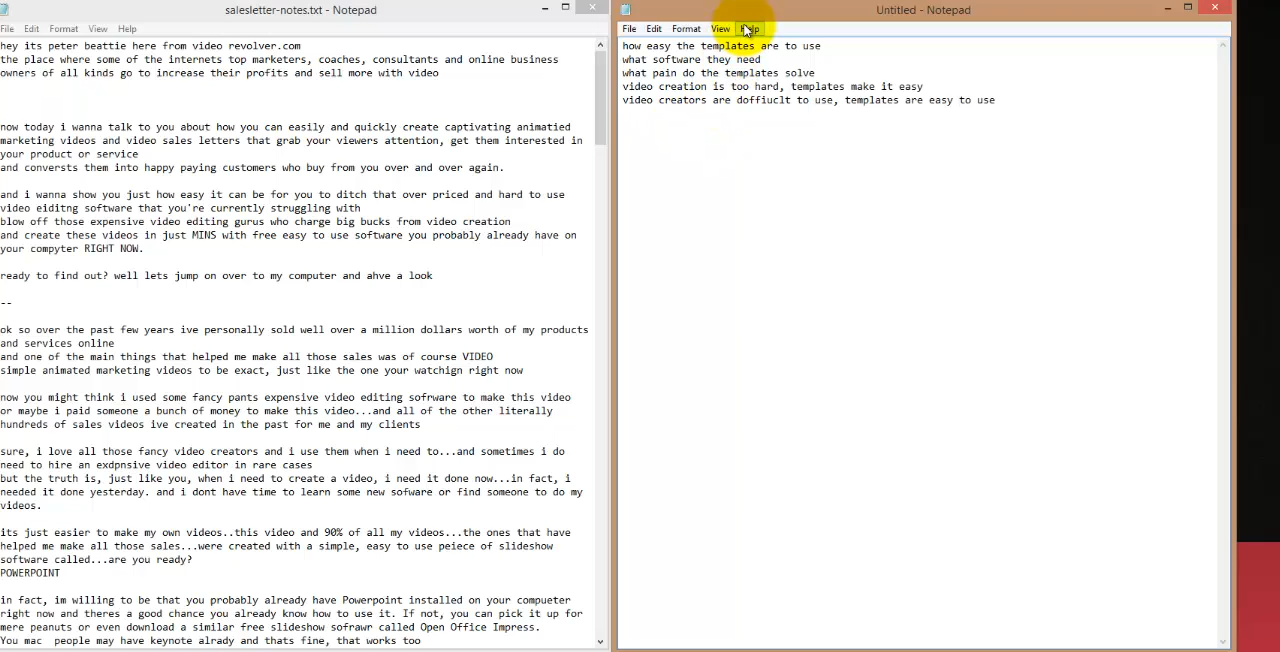 salesletter-notes.txt - Notepad
File Edit Format View Help
hey its peter beattie here from video revolver.com
the place where some of the internets top marketers, coaches, consultants and online business
owners of all kinds go to increase their profits and sell more with video
now today i wanna talk to you about how you can easily and quickly create captivating animatied
marketing videos and video sales letters that grab your viewers attention, get them interested in
your product or service
and conversts them into happy paying customers who buy from you over and over again.
and i wanna show you just how easy it can be for you to ditch that over priced and hard to use
video eiditng software that you're currently struggling with
blow off those expensive video editing gurus who charge big bucks from video creation
and create these videos in just MINS with free easy to use software you probably already have on
your compyter RIGHT NOW.
ready to find out? well lets jump on over to my computer and ahve a look
--
ok so over the past few years ive personally sold well over a million dollars worth of my products
and services online
and one of the main things that helped me make all those sales was of course VIDEO
simple animated marketing videos to be exact, just like the one your watchign right now
now you might think i used some fancy pants expensive video editing sofrware to make this video
or maybe i paid someone a bunch of money to make this video...and all of the other literally
hundreds of sales videos ive created in the past for me and my clients
sure, i love all those fancy video creators and i use them when i need to...and sometimes i do
need to hire an exdpnsive video editor in rare cases
but the truth is, just like you, when i need to create a video, i need it done now...in fact, i
needed it done yesterday. and i dont have time to learn some new sofware or find someone to do my
videos.
its just easier to make my own videos..this video and 90% of all my videos...the ones that have
helped me make all those sales...were created with a simple, easy to use peiece of slideshow
software called...are you ready?
POWERPOINT
in fact, im willing to be that you probably already have Powerpoint installed on your compueter
right now and theres a good chance you already know how to use it. If not, you can pick it up for
mere peanuts or even download a similar free slideshow sofrawr called Open Office Impress.
You mac  people may have keynote alrady and thats fine, that works too
Untitled - Notepad
File Edit Format View Help
how easy the templates are to use
what software they need
what pain do the templates solve
video creation is too hard, templates make it easy
video creators are doffiuclt to use, templates are easy to use